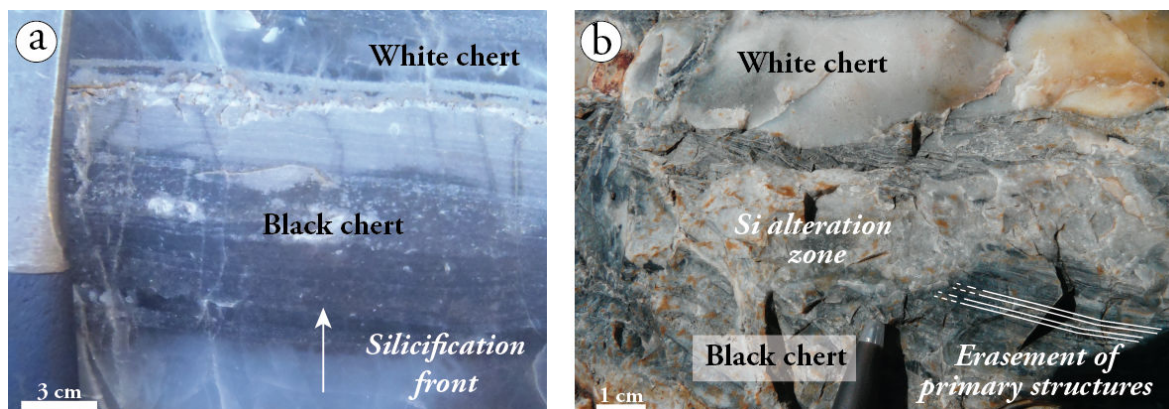 a
White chert
Black chert
Silicification
front
3 cm
b
White chert
Si alteration
zone
Black chert
Erasement of
primary structures
1 cm